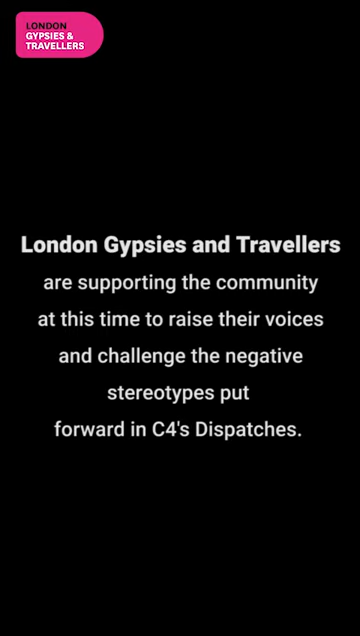 LONDON
GYPSIES &
TRAVELLERS
London Gypsies and Travellers
are supporting the community
at this time to raise their voices
and challenge the negative
stereotypes put
forward in C4's Dispatches.